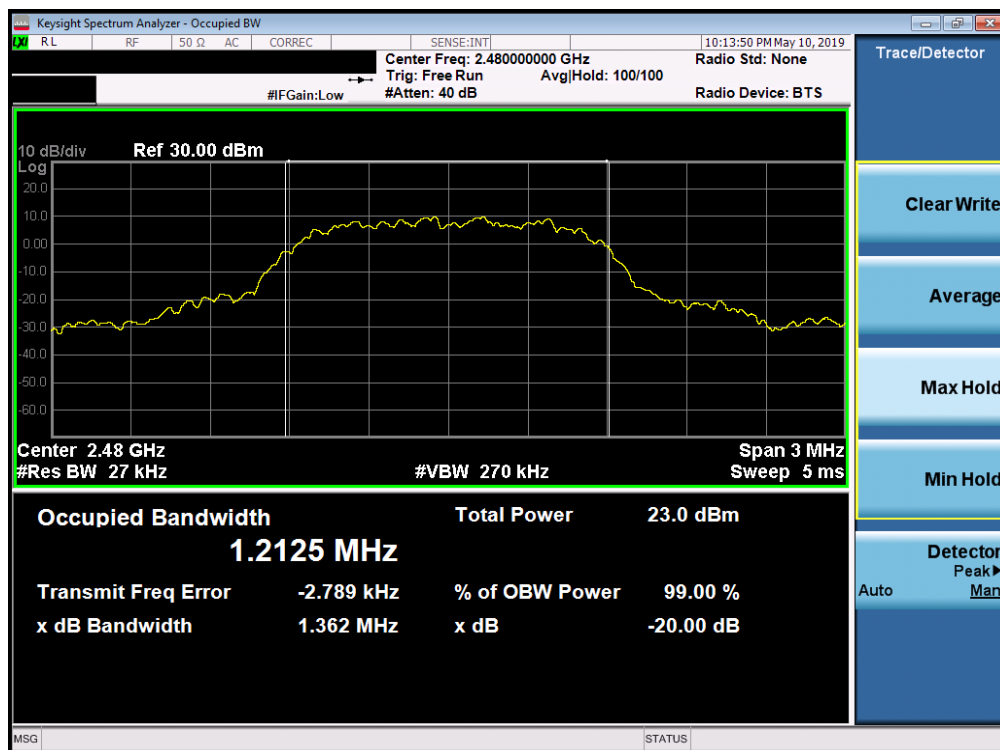 Keysight Spectrum Analyzer - Occupied BW
LXI RL RF 50 Ω AC CORREC SENSE:INT 10:13:50 PM May 10, 2019
Center Freq: 2.480000000 GHz Radio Std: None
Trig: Free Run Avg|Hold: 100/100
#IFGain:Low #Atten: 40 dB Radio Device: BTS
10 dB/div Ref 30.00 dBm
Log
20.0
10.0
0.00
-10.0
-20.0
-30.0
-40.0
-50.0
-60.0
Center 2.48 GHz Span 3 MHz
#Res BW 27 kHz #VBW 270 kHz Sweep 5 ms
Occupied Bandwidth Total Power 23.0 dBm
1.2125 MHz
Transmit Freq Error -2.789 kHz % of OBW Power 99.00 %
x dB Bandwidth 1.362 MHz x dB -20.00 dB
MSG STATUS
Trace/Detector
Clear Write
Average
Max Hold
Min Hold
Detector
Peak▶
Auto Man